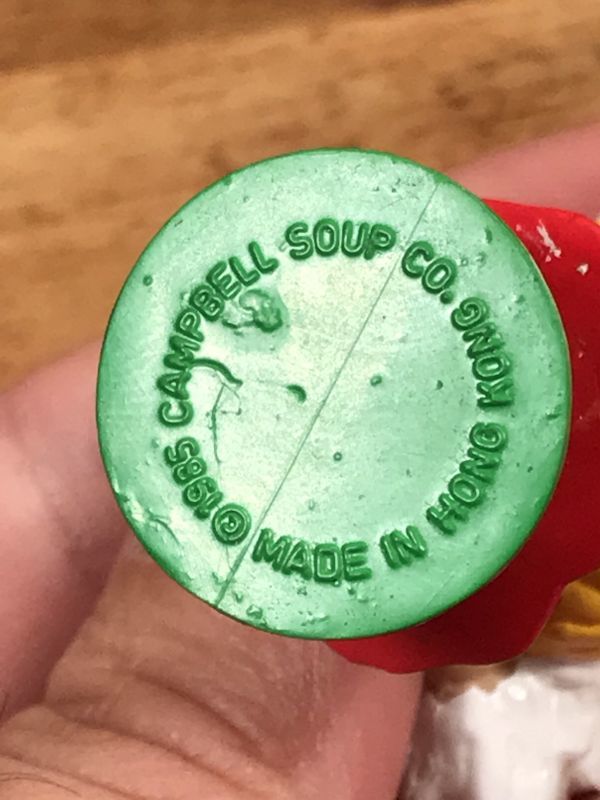 © 1985 CAMPBELL SOUP CO.
MADE IN HONG KONG